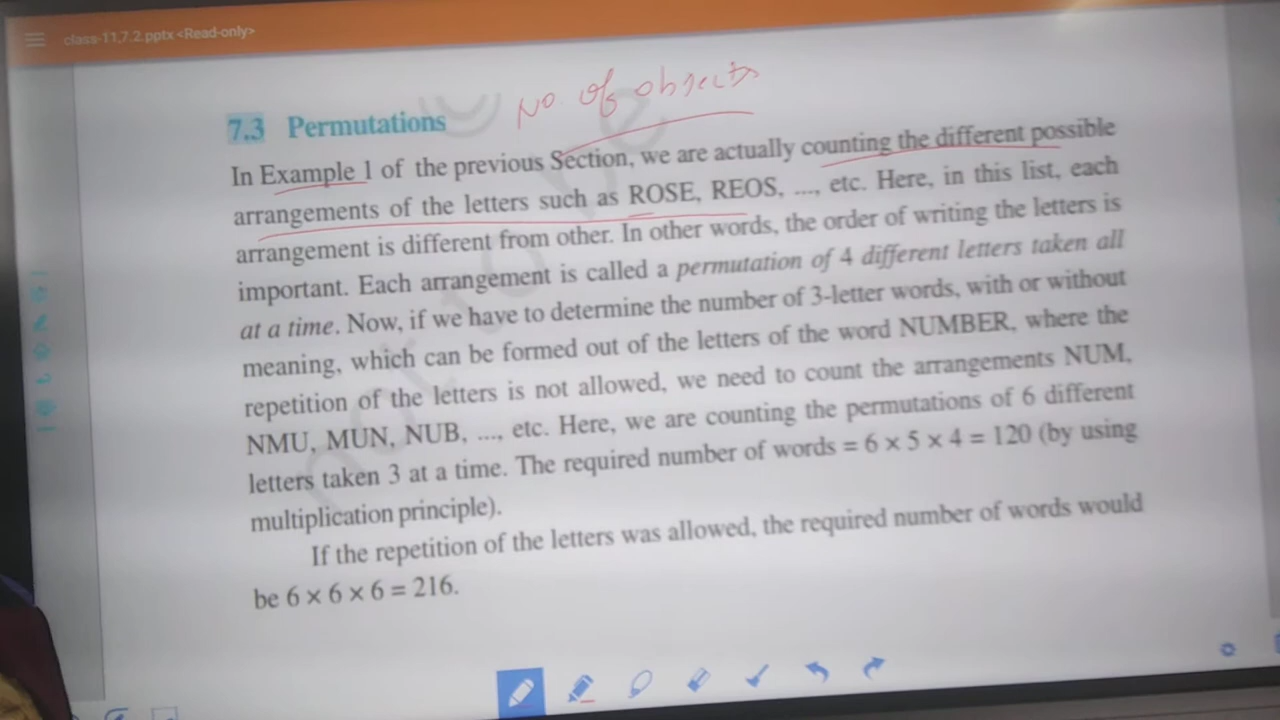 class-11,7.2.pptx <Read-only>
No of objects
7.3 Permutations
In Example 1 of the previous Section, we are actually counting the different possible
arrangements of the letters such as ROSE, REOS, ..., etc. Here, in this list, each
arrangement is different from other. In other words, the order of writing the letters is
important. Each arrangement is called a permutation of 4 different letters taken all
at a time. Now, if we have to determine the number of 3-letter words, with or without
meaning, which can be formed out of the letters of the word NUMBER, where the
repetition of the letters is not allowed, we need to count the arrangements NUM,
NMU, MUN, NUB, ..., etc. Here, we are counting the permutations of 6 different
letters taken 3 at a time. The required number of words = 6 × 5 × 4 = 120 (by using
multiplication principle).
If the repetition of the letters was allowed, the required number of words would
be 6 × 6 × 6 = 216.
not to be